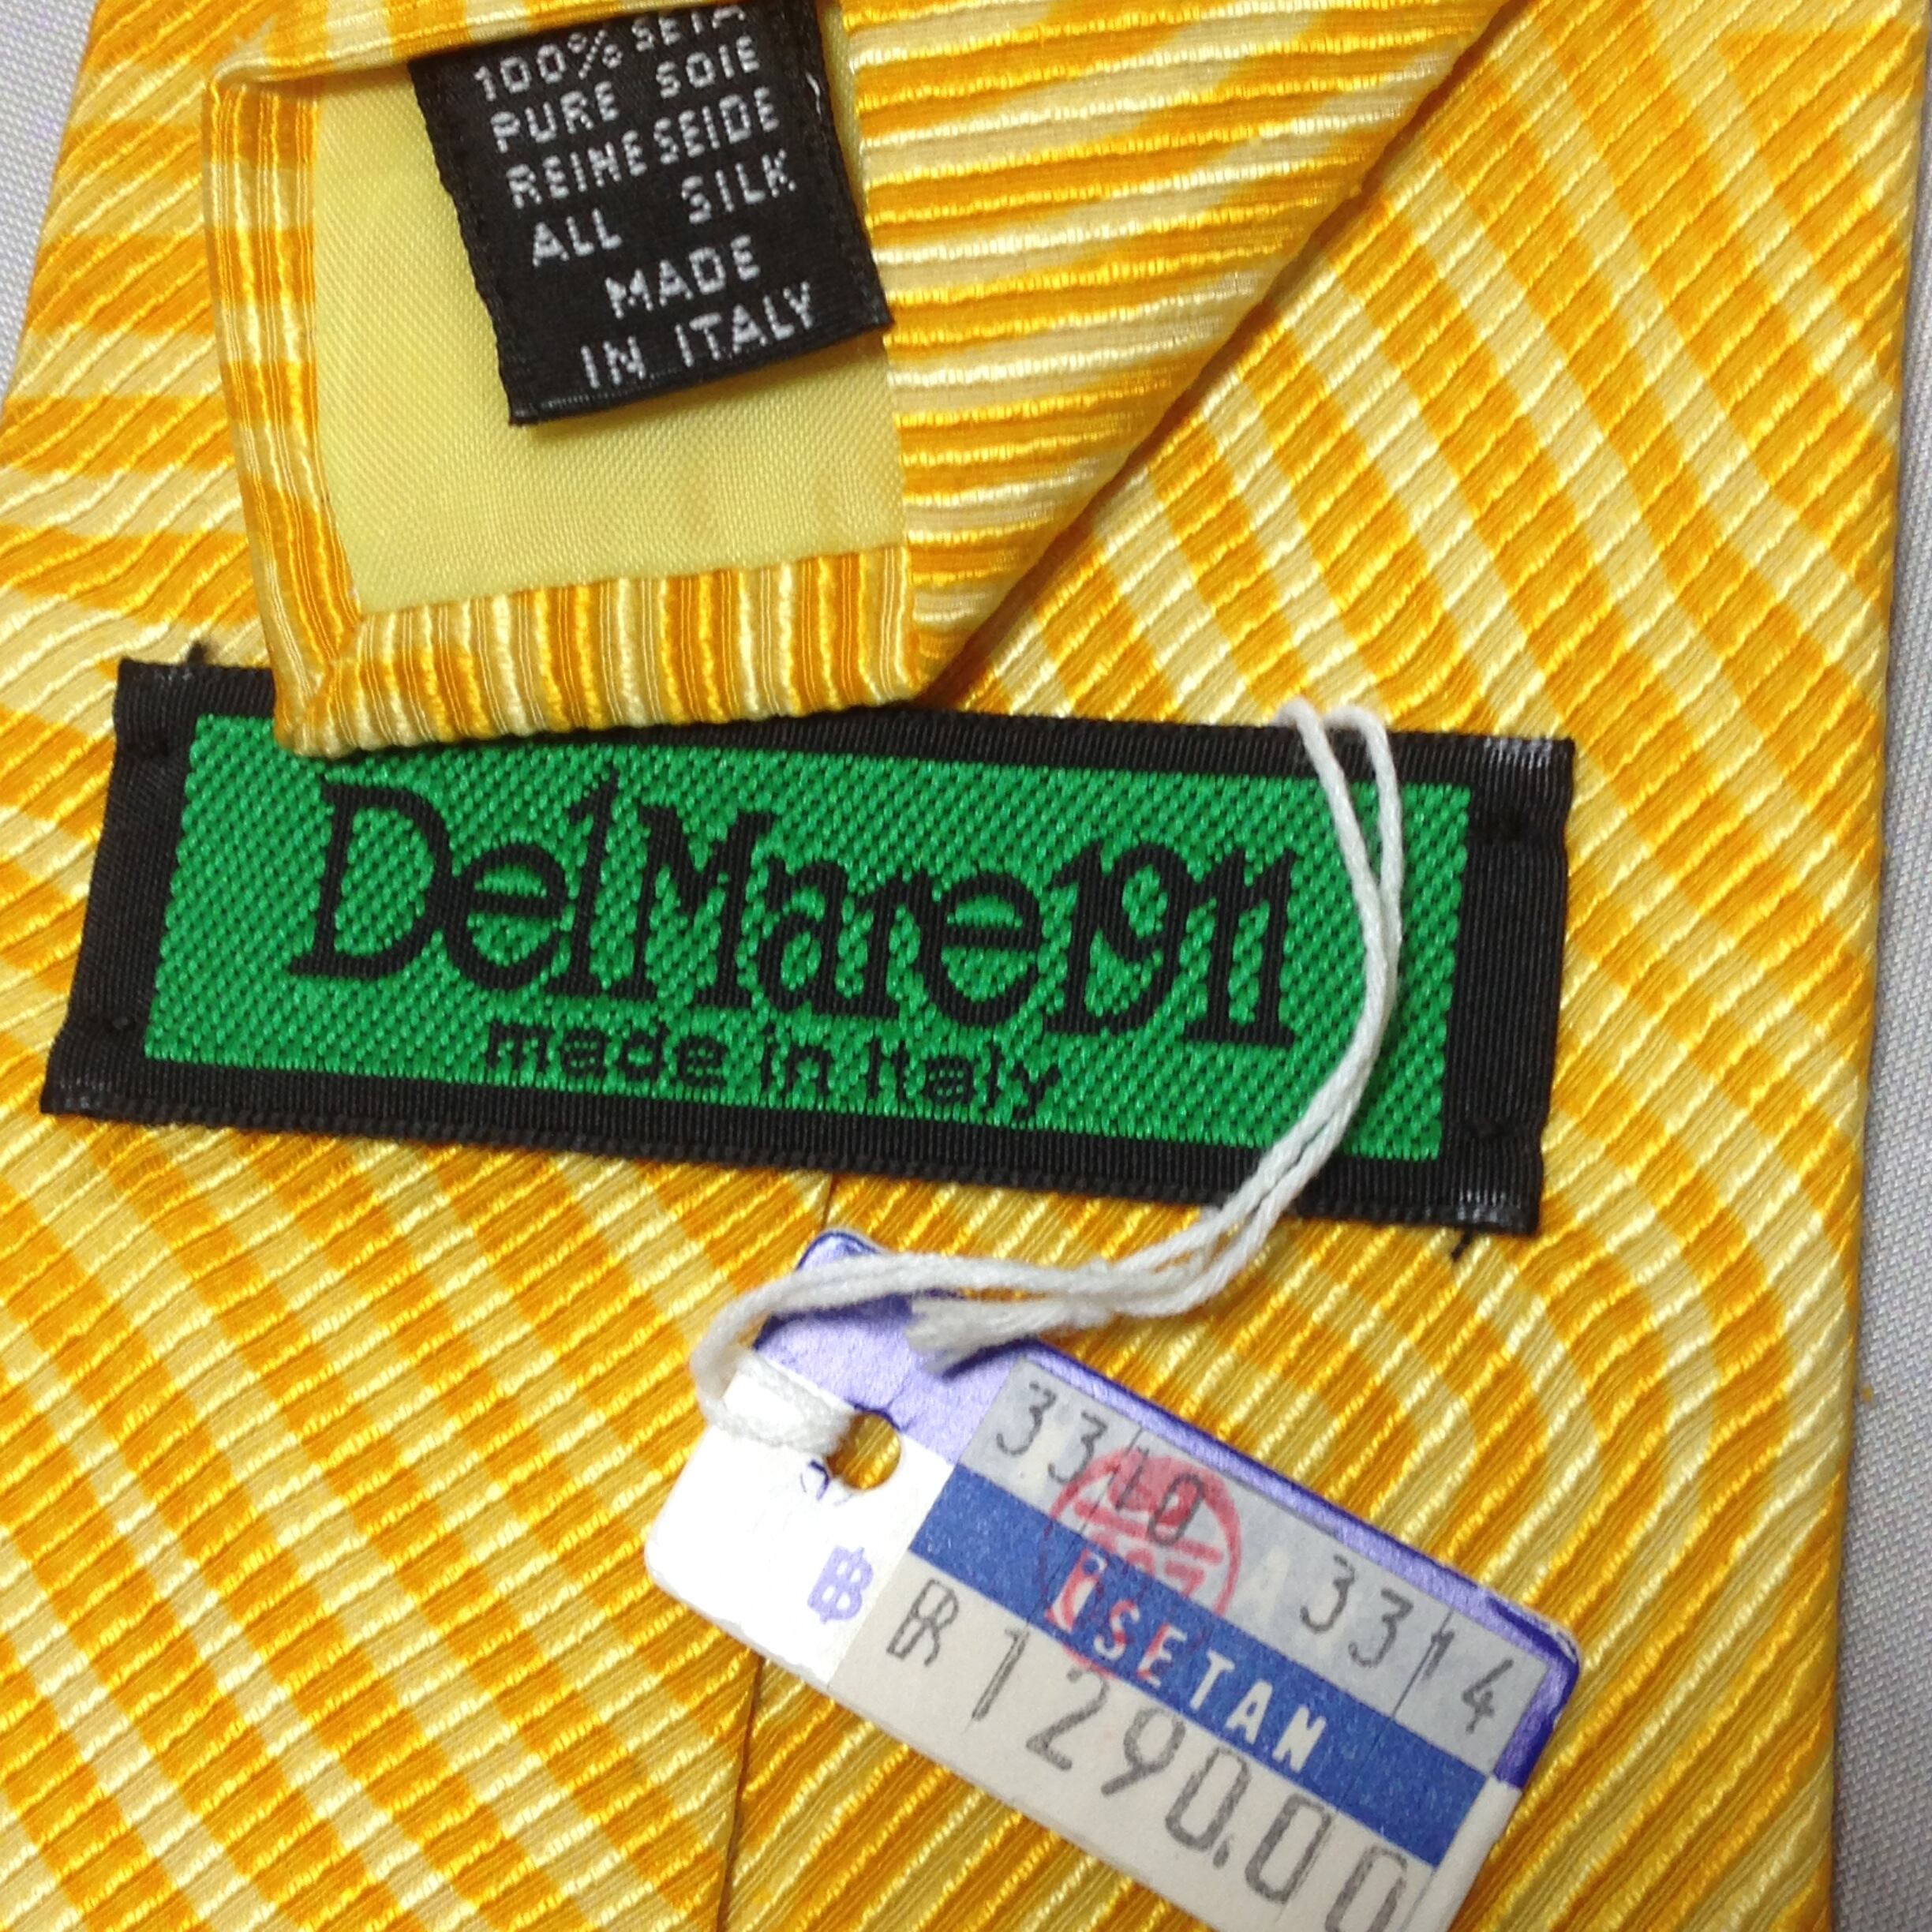 100% SETA
PURE SOIE
REINE SEIDE
ALL SILK
MADE
IN ITALY
DelMare1911
made in italy
3310 A 3314
ISETAN
1290.00